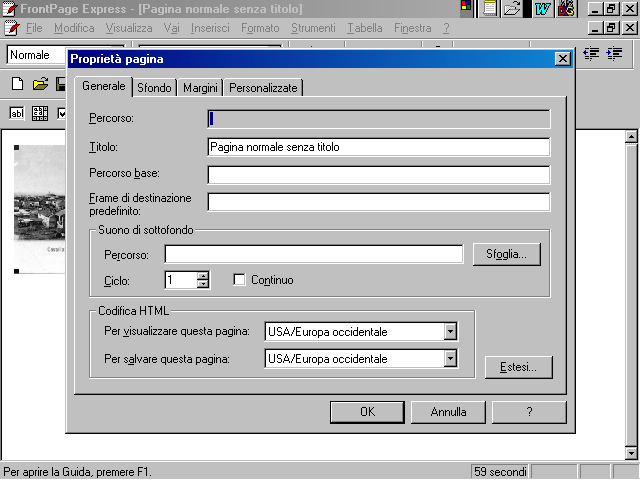 FrontPage Express - [Pagina normale senza titolo]
File Modifica Visualizza Vai Inserisci Formato Strumenti Tabella Finestra ?
Normale
Proprietà pagina
Generale Sfondo Margini Personalizzate
Percorso:
Titolo: Pagina normale senza titolo
Percorso base:
Frame di destinazione
predefinito:
Suono di sottofondo
Percorso: Sfoglia...
Ciclo: 1 Continuo
Codifica HTML
Per visualizzare questa pagina: USA/Europa occidentale
Per salvare questa pagina: USA/Europa occidentale
Estesi...
OK Annulla ?
Per aprire la Guida, premere F1. 59 secondi